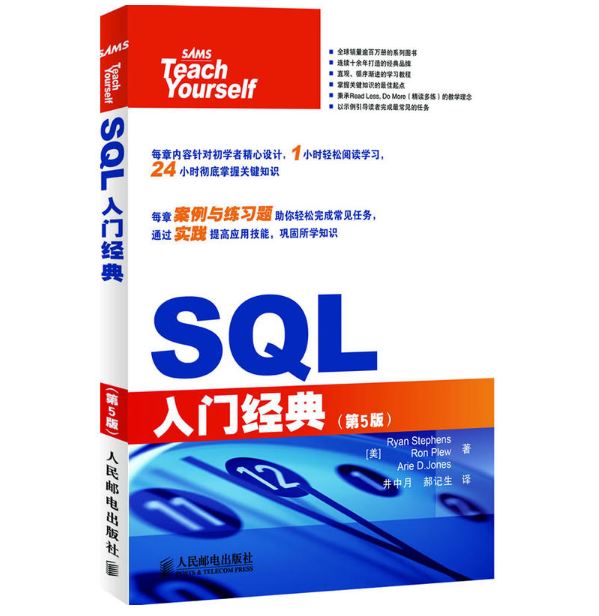 SAMS
Teach
Yourself
SQL 入门经典
(第5版)
人民邮电出版社
SAMS
Teach
Yourself
全球销量逾百万册的系列图书
连续十余年打造的经典品牌
直观、循序渐进的学习教程
掌握关键知识的最佳起点
秉承Read Less, Do More（精读多练）的教学理念
以示例引导读者完成最常见的任务
每章内容针对初学者精心设计，1小时轻松阅读学习，
24小时彻底掌握关键知识
每章案例与练习题助你轻松完成常见任务，
通过实践提高应用技能，巩固所学知识
SQL
入门经典（第5版）
[美] Ryan Stephens
Ron Plew 著
Arie D.Jones
井中月 郝记生 译
11
12
1
人民邮电出版社
POSTS & TELECOM PRESS